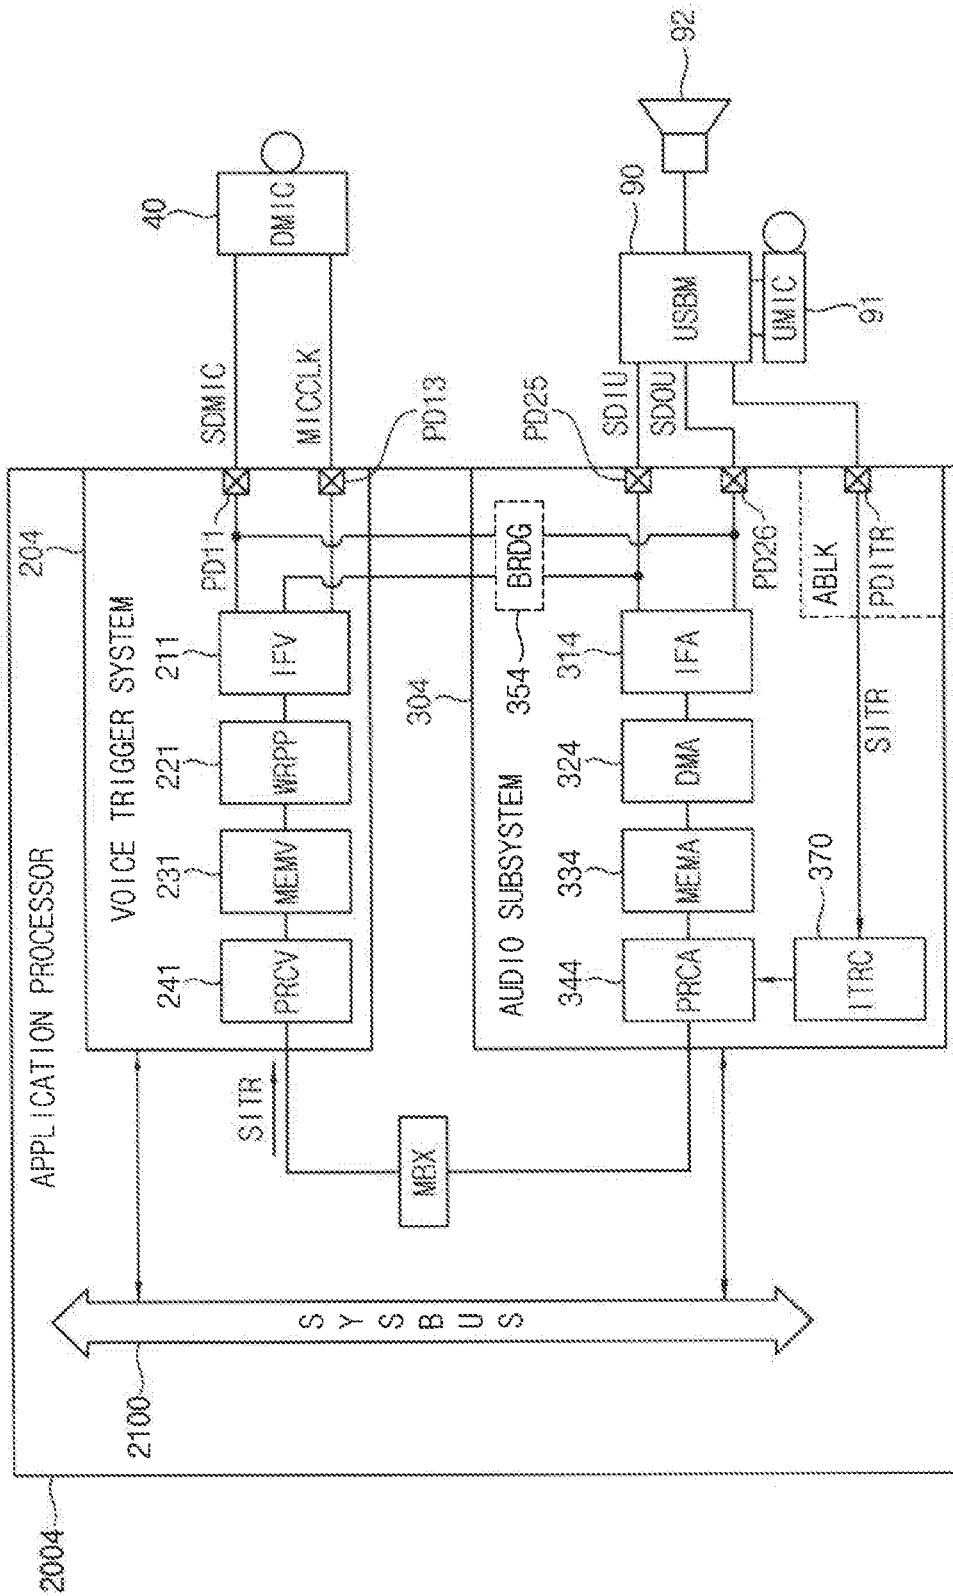 2004
APPLICATION PROCESSOR
2100
SYSBUS
SITR
MBX
204
VOICE TRIGGER SYSTEM
241
231
221
211
PRCV
MEMV
WRPP
IFV
PD11
SDMIC
MICCLK
PD13
40
DMIC
304
354
BRDG
AUDIO SUBSYSTEM
344
334
324
314
PRCA
MEMA
DMA
IFA
PD25
PD26
SDIU
SDOU
90
USBM
92
UMIC
91
370
ITRC
SITR
ABLK
PDITR